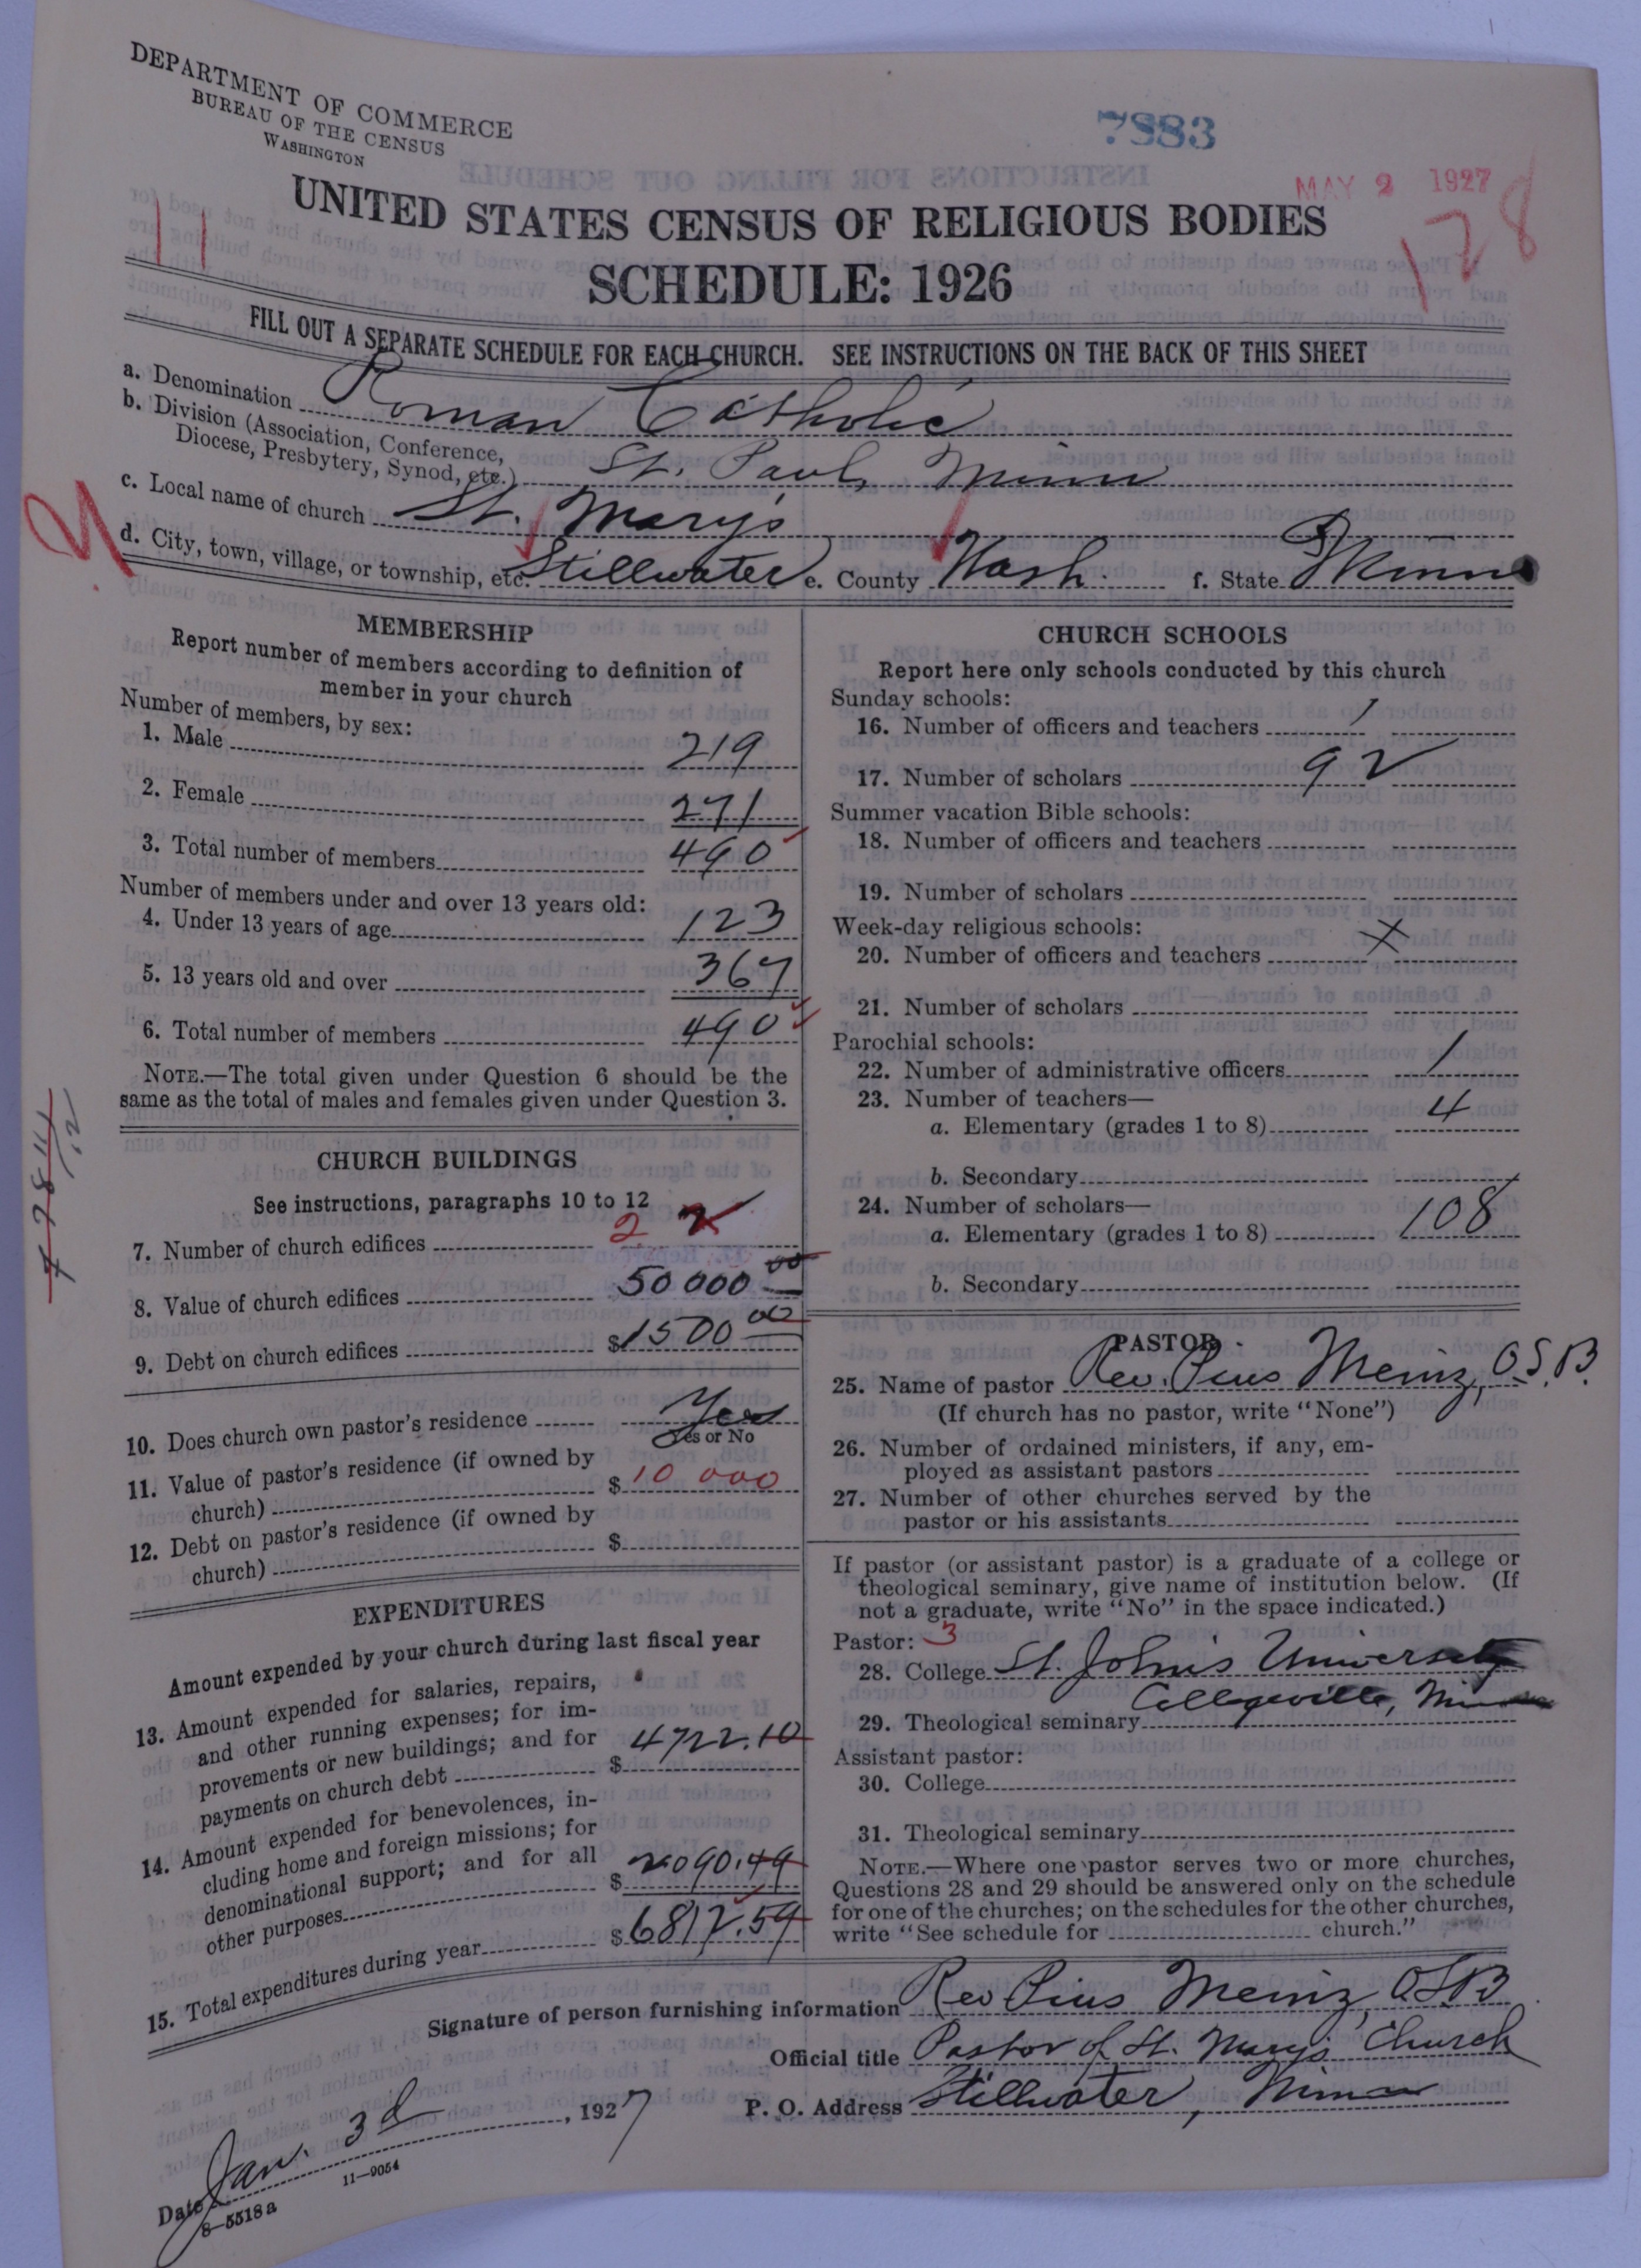 DEPARTMENT OF COMMERCE
BUREAU OF THE CENSUS
WASHINGTON
7883
MAY 2 1927
178
11
UNITED STATES CENSUS OF RELIGIOUS BODIES
SCHEDULE: 1926
FILL OUT A SEPARATE SCHEDULE FOR EACH CHURCH. SEE INSTRUCTIONS ON THE BACK OF THIS SHEET
a. Denomination Roman Catholic
b. Division (Association, Conference,
Diocese, Presbytery, Synod, etc.) St. Paul, Minn
c. Local name of church St. Mary's
d. City, town, village, or township, etc. Stillwater e. County Wash. f. State Minn
MEMBERSHIP
Report number of members according to definition of
member in your church
Number of members, by sex:
1. Male 219
2. Female 271
3. Total number of members 490
Number of members under and over 13 years old:
4. Under 13 years of age 123
5. 13 years old and over 367
6. Total number of members 490
NOTE.—The total given under Question 6 should be the
same as the total of males and females given under Question 3.
CHURCH BUILDINGS
See instructions, paragraphs 10 to 12
7. Number of church edifices 2
8. Value of church edifices 50 000 00
9. Debt on church edifices $1500 00
10. Does church own pastor's residence Yes
Yes or No
11. Value of pastor's residence (if owned by
church) $10 000
12. Debt on pastor's residence (if owned by
church) $
EXPENDITURES
Amount expended by your church during last fiscal year
13. Amount expended for salaries, repairs,
and other running expenses; for im-
provements or new buildings; and for
payments on church debt $4722.10
14. Amount expended for benevolences, in-
cluding home and foreign missions; for
denominational support; and for all
other purposes $2090.49
15. Total expenditures during year $6812.59
CHURCH SCHOOLS
Report here only schools conducted by this church
Sunday schools:
16. Number of officers and teachers 1
17. Number of scholars 92
Summer vacation Bible schools:
18. Number of officers and teachers
19. Number of scholars
Week-day religious schools:
20. Number of officers and teachers X
21. Number of scholars
Parochial schools:
22. Number of administrative officers 1
23. Number of teachers—
a. Elementary (grades 1 to 8) 4
b. Secondary
24. Number of scholars—
a. Elementary (grades 1 to 8) 108
b. Secondary
PASTOR
25. Name of pastor Rev. Pius Meinz, O.S.B.
(If church has no pastor, write "None")
26. Number of ordained ministers, if any, em-
ployed as assistant pastors
27. Number of other churches served by the
pastor or his assistants
If pastor (or assistant pastor) is a graduate of a college or
theological seminary, give name of institution below. (If
not a graduate, write "No" in the space indicated.)
Pastor: 3
28. College St. John's University
Collegeville, Minn
29. Theological seminary
Assistant pastor:
30. College
31. Theological seminary
NOTE.—Where one pastor serves two or more churches,
Questions 28 and 29 should be answered only on the schedule
for one of the churches; on the schedules for the other churches,
write "See schedule for church."
Signature of person furnishing information Rev Pius Meinz, OSB
Official title Pastor of St. Mary's Church
P. O. Address Stillwater, Minn
Date Jan. 3d, 1927
8—5518a
11—9054